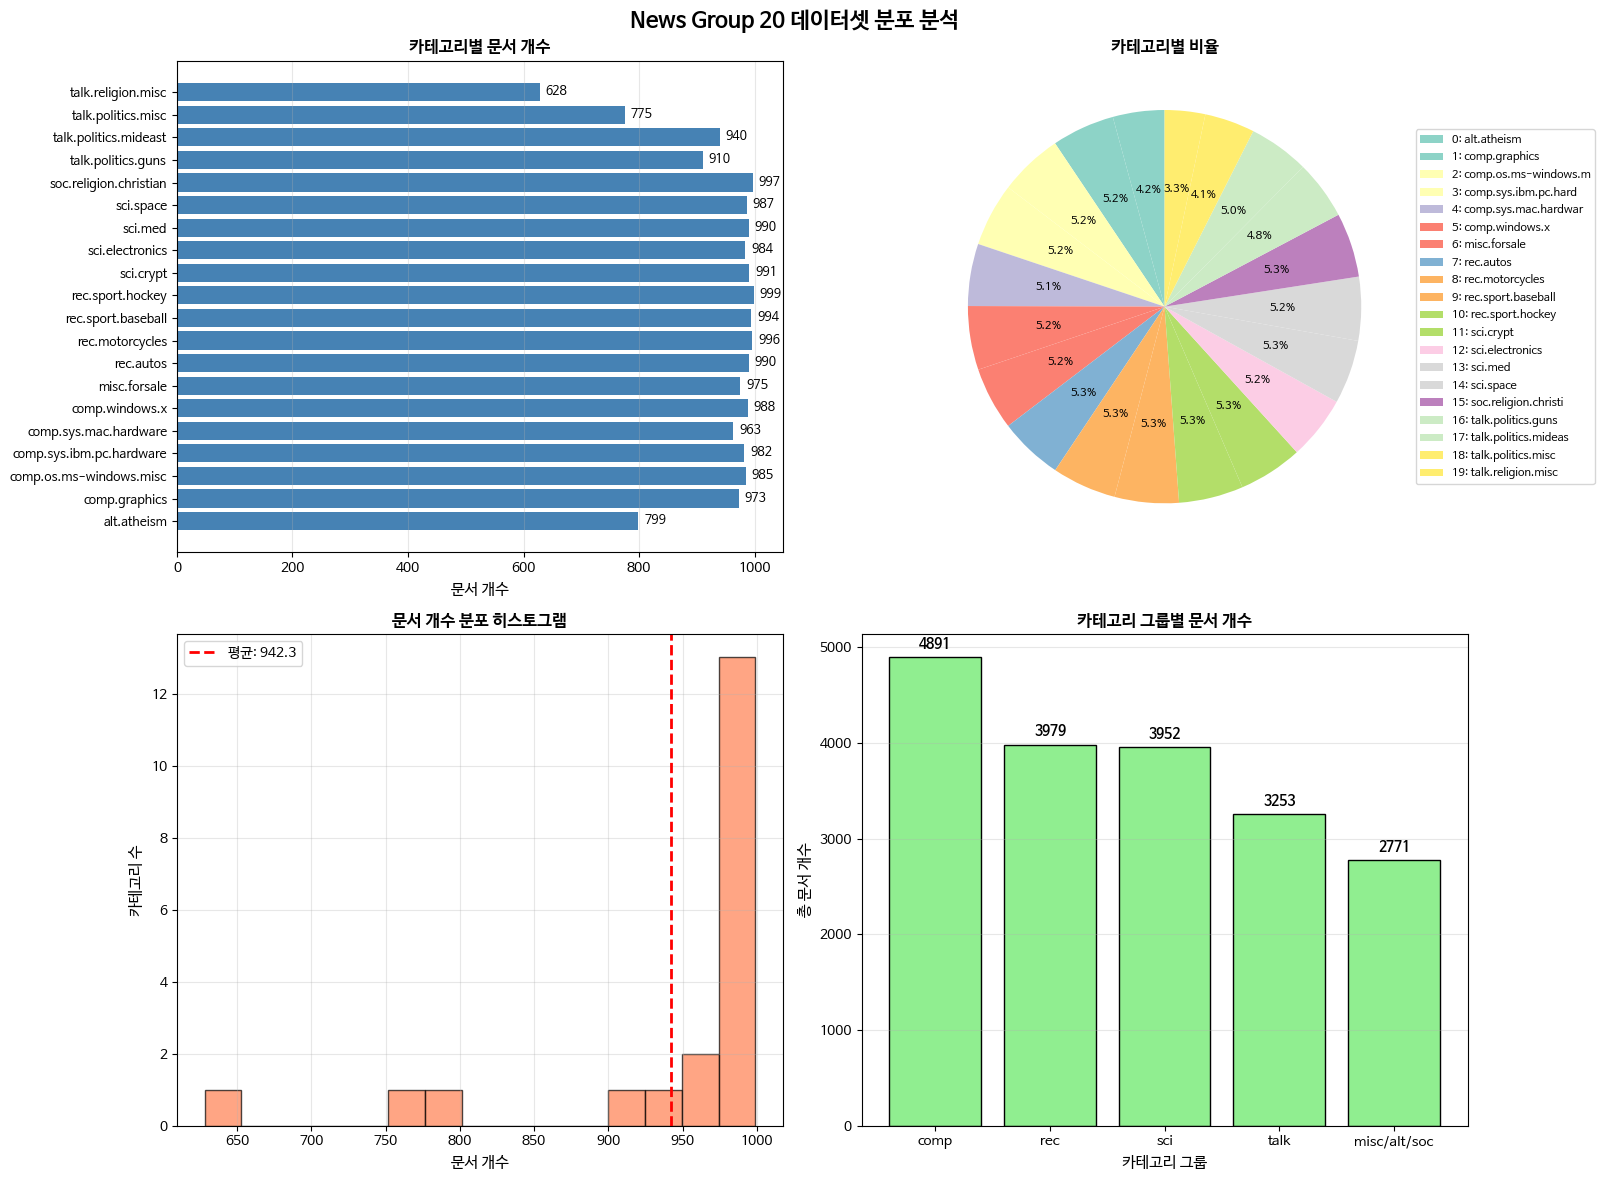 News Group 20 데이터셋 분포 분석
카테고리별 문서 개수
talk.religion.misc
628
talk.politics.misc
775
talk.politics.mideast
940
talk.politics.guns
910
soc.religion.christian
997
sci.space
987
sci.med
990
sci.electronics
984
sci.crypt
991
rec.sport.hockey
999
rec.sport.baseball
994
rec.motorcycles
996
rec.autos
990
misc.forsale
975
comp.windows.x
988
comp.sys.mac.hardware
963
comp.sys.ibm.pc.hardware
982
comp.os.ms-windows.misc
985
comp.graphics
973
alt.atheism
799
0
200
400
600
800
1000
문서 개수
카테고리별 비율
4.2%
5.2%
5.2%
5.2%
5.1%
5.2%
5.2%
5.3%
5.3%
5.3%
5.3%
5.3%
5.2%
5.3%
5.2%
5.3%
4.8%
5.0%
4.1%
3.3%
0: alt.atheism
1: comp.graphics
2: comp.os.ms-windows.m
3: comp.sys.ibm.pc.hard
4: comp.sys.mac.hardwar
5: comp.windows.x
6: misc.forsale
7: rec.autos
8: rec.motorcycles
9: rec.sport.baseball
10: rec.sport.hockey
11: sci.crypt
12: sci.electronics
13: sci.med
14: sci.space
15: soc.religion.christi
16: talk.politics.guns
17: talk.politics.mideas
18: talk.politics.misc
19: talk.religion.misc
문서 개수 분포 히스토그램
평균: 942.3
카테고리 수
12
10
8
6
4
2
0
650
700
750
800
850
900
950
1000
문서 개수
카테고리 그룹별 문서 개수
총 문서 개수
5000
4000
3000
2000
1000
0
4891
3979
3952
3253
2771
comp
rec
sci
talk
misc/alt/soc
카테고리 그룹